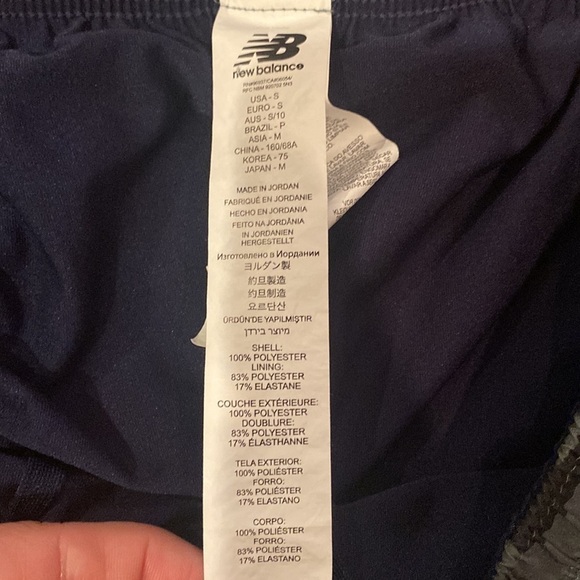 NB
new balance
USA - S
EURO - S
AUS - S/10
BRAZIL - P
ASIA - M
CHINA - 160/68A
KOREA - 75
JAPAN - M
MADE IN JORDAN
FABRIQUÉ EN JORDANIE
HECHO EN JORDANIA
FEITO NA JORDÂNIA
IN JORDANIEN
HERGESTELLT
Изготовлено в Иордании
ヨルダン製
約旦製造
约旦制造
요르단산
ÜRDÜN'DE YAPILMIŞTIR
מיוצר בירדן
SHELL:
100% POLYESTER
LINING:
83% POLYESTER
17% ELASTANE
COUCHE EXTÉRIEURE:
100% POLYESTER
DOUBLURE:
83% POLYESTER
17% ÉLASTHANNE
TELA EXTERIOR:
100% POLIÉSTER
FORRO:
83% POLIÉSTER
17% ELASTANO
CORPO:
100% POLIÉSTER
FORRO:
83% POLIÉSTER
17% ELASTANO